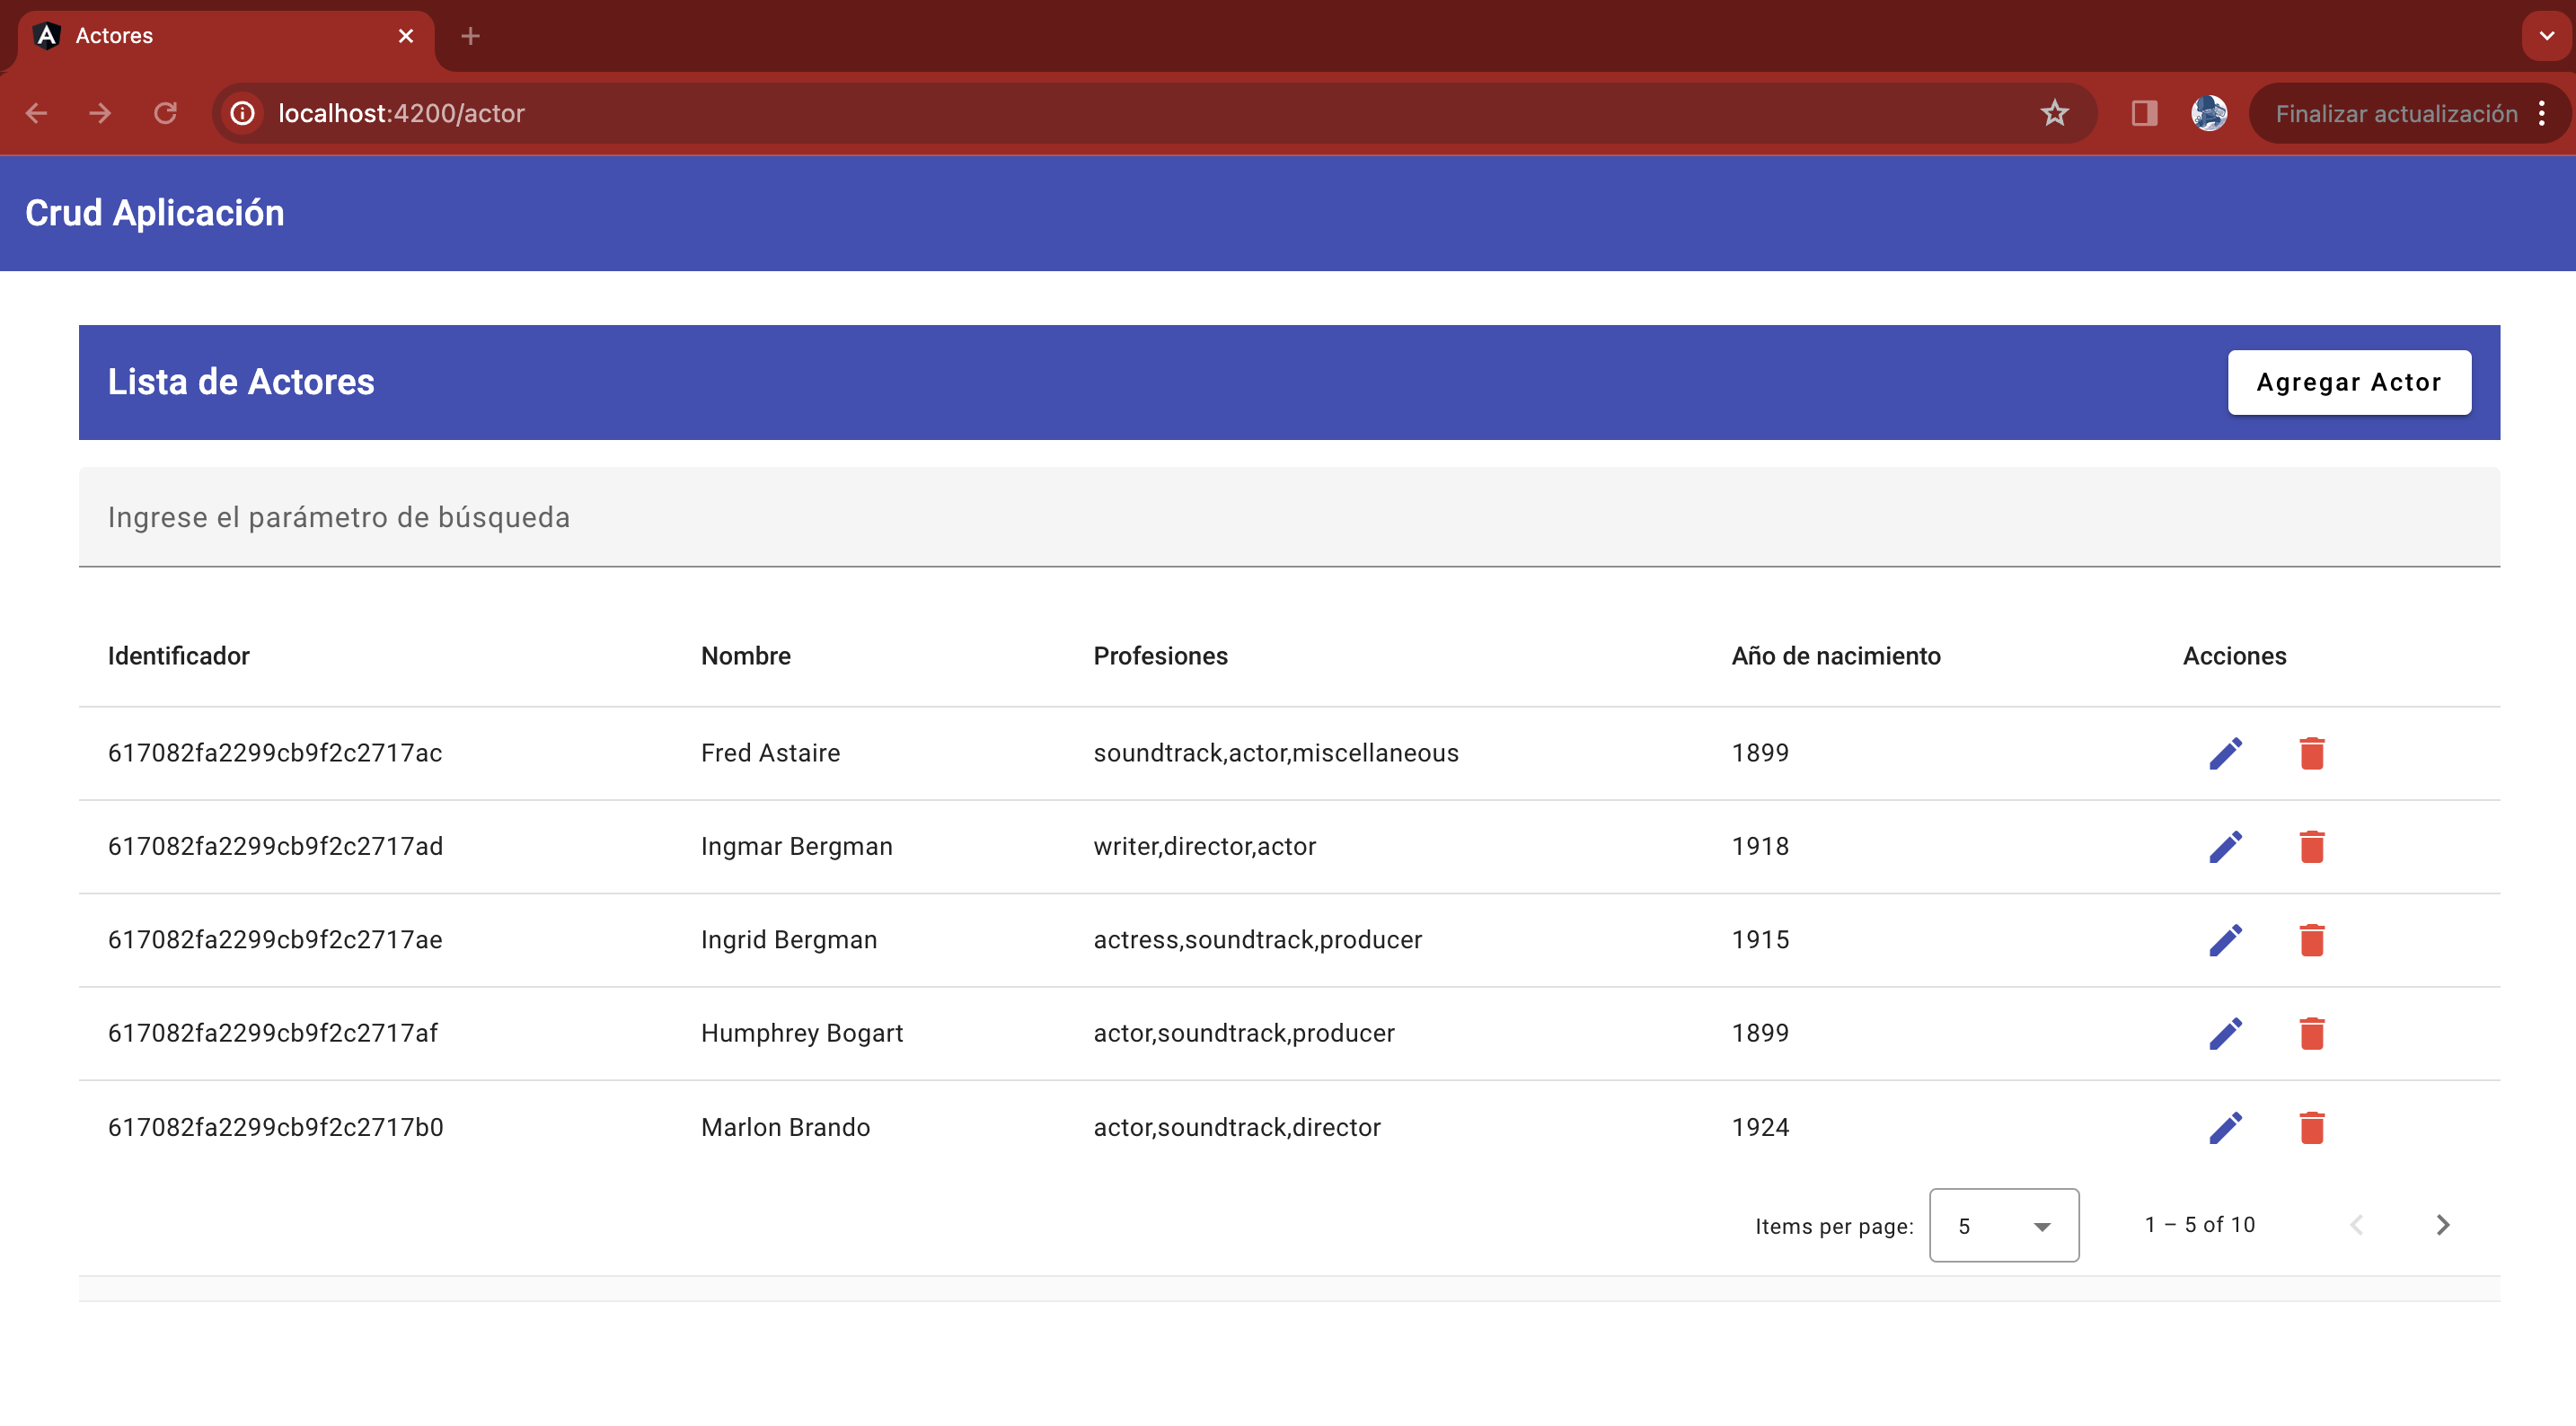 Actores
localhost:4200/actor
Finalizar actualización
Crud Aplicación
Lista de Actores
Agregar Actor
Ingrese el parámetro de búsqueda
Identificador Nombre Profesiones Año de nacimiento Acciones
617082fa2299cb9f2c2717ac Fred Astaire soundtrack,actor,miscellaneous 1899
617082fa2299cb9f2c2717ad Ingmar Bergman writer,director,actor 1918
617082fa2299cb9f2c2717ae Ingrid Bergman actress,soundtrack,producer 1915
617082fa2299cb9f2c2717af Humphrey Bogart actor,soundtrack,producer 1899
617082fa2299cb9f2c2717b0 Marlon Brando actor,soundtrack,director 1924
Items per page: 5 1 – 5 of 10